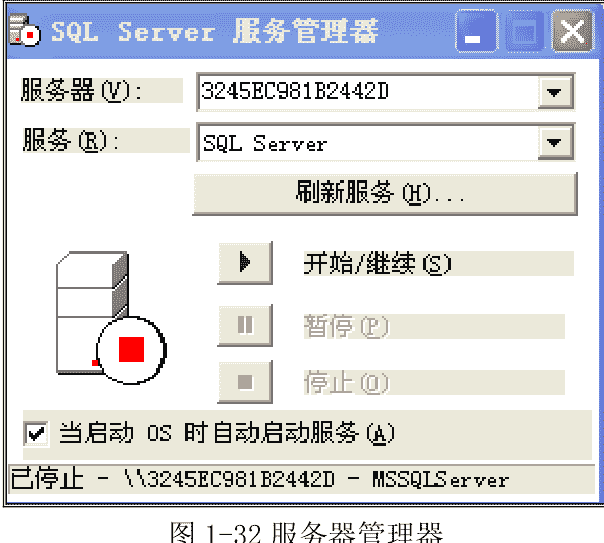 SQL Server 服务管理器
服务器(V): 3245EC981B2442D
服务(R): SQL Server
刷新服务(H)...
开始/继续(S)
暂停(P)
停止(O)
当启动 OS 时自动启动服务(A)
已停止 - \\3245EC981B2442D - MSSQLServer
图 1-32 服务器管理器